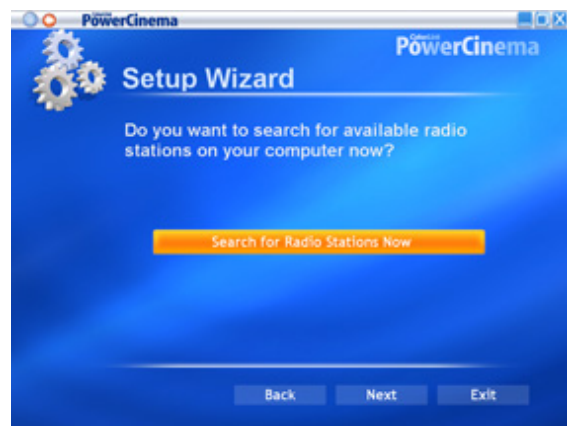 PowerCinema
CyberLink
PowerCinema
Setup Wizard
Do you want to search for available radio
stations on your computer now?
Search for Radio Stations Now
Back Next Exit